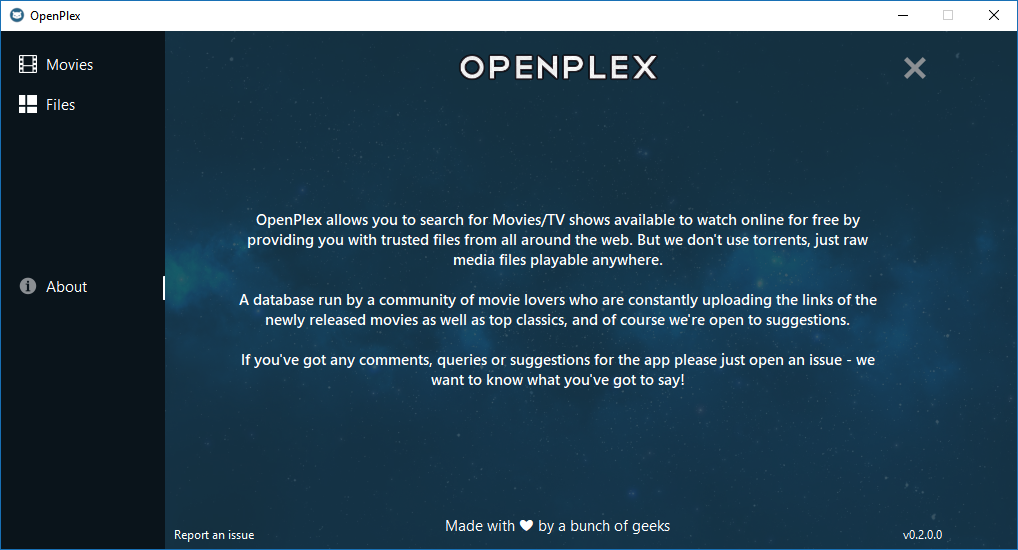 OpenPlex
Movies
Files
About
OPENPLEX
OpenPlex allows you to search for Movies/TV shows available to watch online for free by
providing you with trusted files from all around the web. But we don't use torrents, just raw
media files playable anywhere.
A database run by a community of movie lovers who are constantly uploading the links of the
newly released movies as well as top classics, and of course we're open to suggestions.
If you've got any comments, queries or suggestions for the app please just open an issue - we
want to know what you've got to say!
Made with ♥ by a bunch of geeks
Report an issue
v0.2.0.0